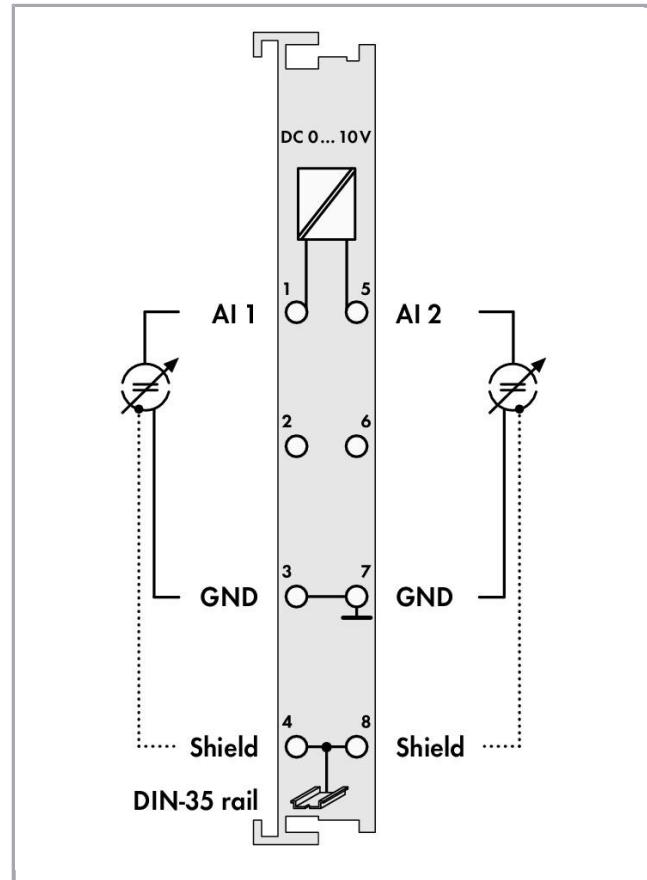 DC 0... 10 V
1 5
AI 1 AI 2
2 6
3 7
GND GND
4 8
Shield Shield
DIN-35 rail